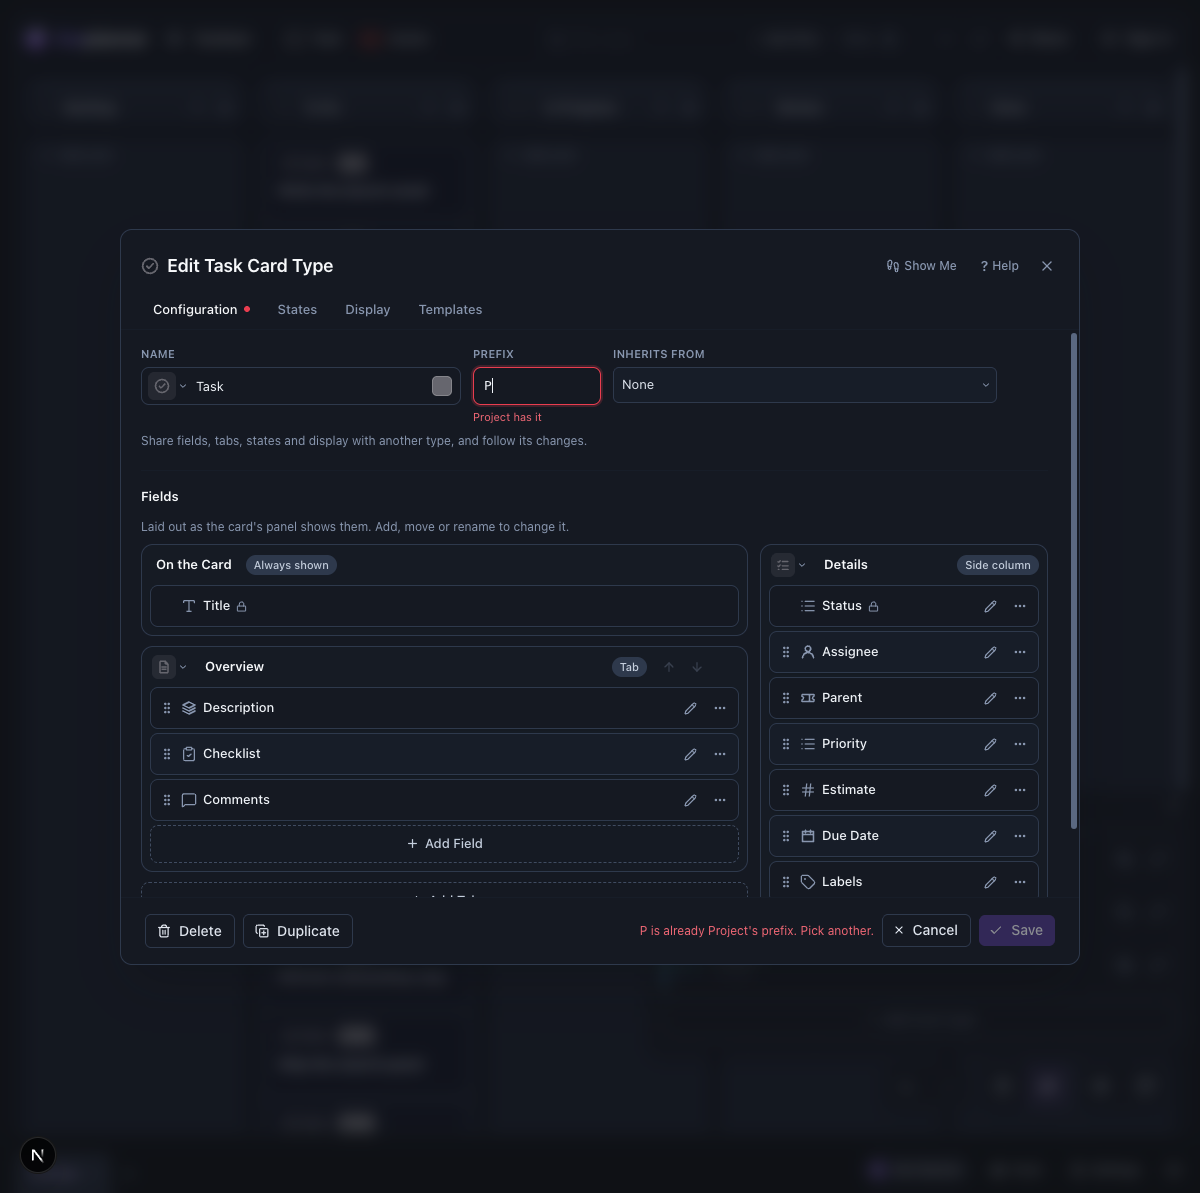 Edit Task Card Type
Show Me
? Help
Configuration
States
Display
Templates
NAME
PREFIX
INHERITS FROM
Task
P
None
Project has it
Share fields, tabs, states and display with another type, and follow its changes.
Fields
Laid out as the card's panel shows them. Add, move or rename to change it.
On the Card
Always shown
Title
Overview
Tab
Description
Checklist
Comments
+ Add Field
Details
Side column
Status
Assignee
Parent
Priority
Estimate
Due Date
Labels
Delete
Duplicate
P is already Project's prefix. Pick another.
Cancel
Save
N